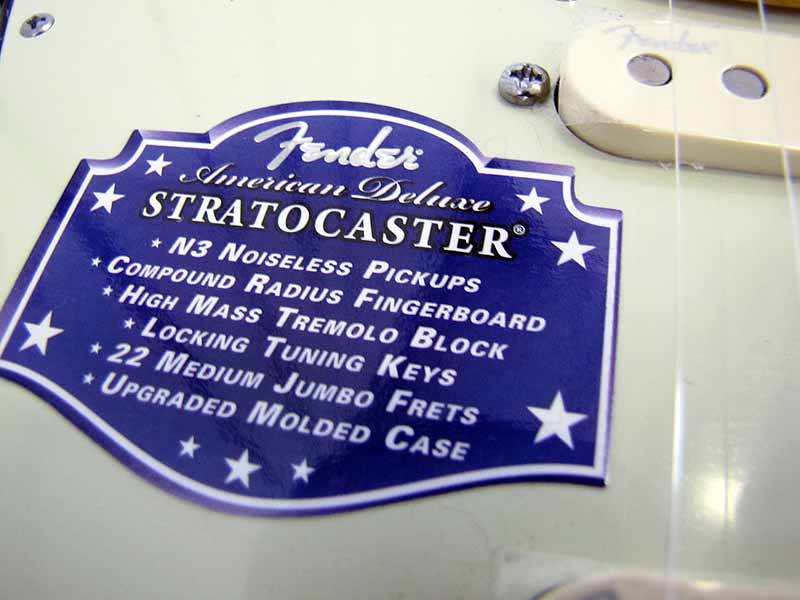 Fender
Fender
American Deluxe
STRATOCASTER®
★ N3 NOISELESS PICKUPS
★ COMPOUND RADIUS FINGERBOARD
★ HIGH MASS TREMOLO BLOCK
★ LOCKING TUNING KEYS
★ 22 MEDIUM JUMBO FRETS
★ UPGRADED MOLDED CASE